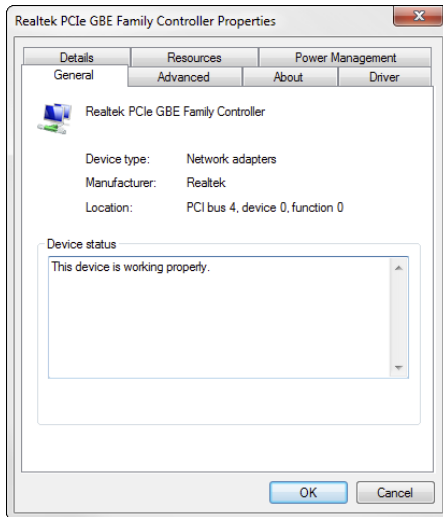 Realtek PCIe GBE Family Controller Properties
Details Resources Power Management
General Advanced About Driver
Realtek PCIe GBE Family Controller
Device type: Network adapters
Manufacturer: Realtek
Location: PCI bus 4, device 0, function 0
Device status
This device is working properly.
OK Cancel